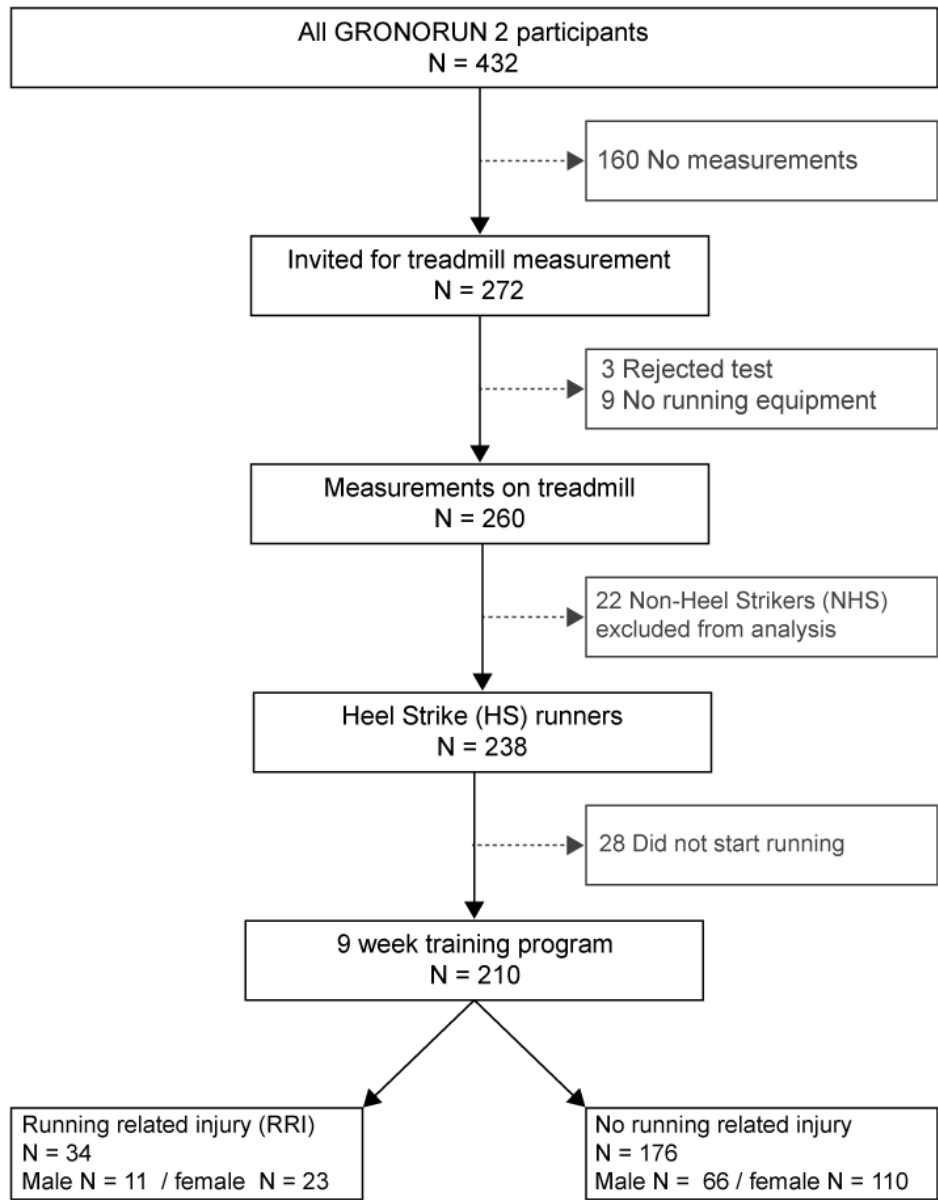 All GRONORUN 2 participants
N = 432
160 No measurements
Invited for treadmill measurement
N = 272
3 Rejected test
9 No running equipment
Measurements on treadmill
N = 260
22 Non-Heel Strikers (NHS)
excluded from analysis
Heel Strike (HS) runners
N = 238
28 Did not start running
9 week training program
N = 210
Running related injury (RRI)
N = 34
Male N = 11 / female N = 23
No running related injury
N = 176
Male N = 66 / female N = 110